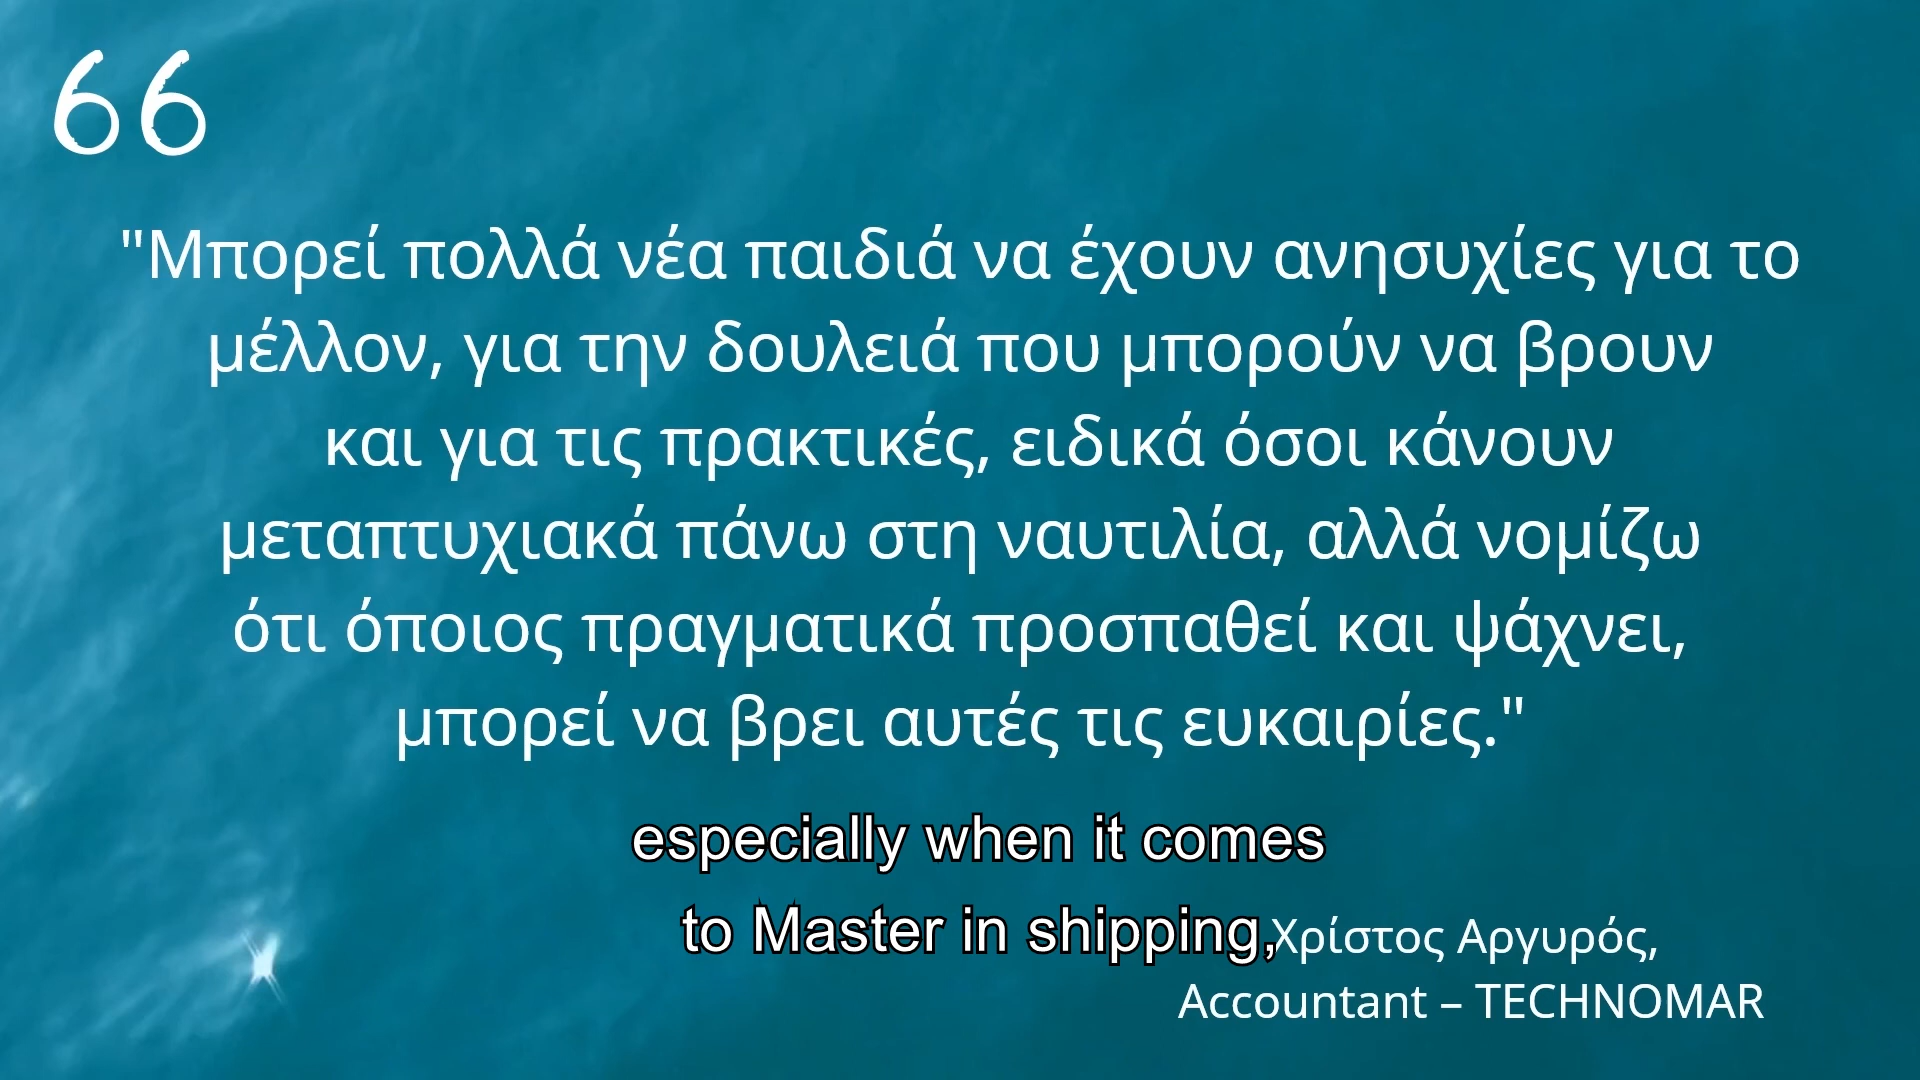 66
"Μπορεί πολλά νέα παιδιά να έχουν ανησυχίες για το
μέλλον, για την δουλειά που μπορούν να βρουν
και για τις πρακτικές, ειδικά όσοι κάνουν
μεταπτυχιακά πάνω στη ναυτιλία, αλλά νομίζω
ότι όποιος πραγματικά προσπαθεί και ψάχνει,
μπορεί να βρει αυτές τις ευκαιρίες."
especially when it comes
to Master in shipping,
Χρίστος Αργυρός,
Accountant – TECHNOMAR